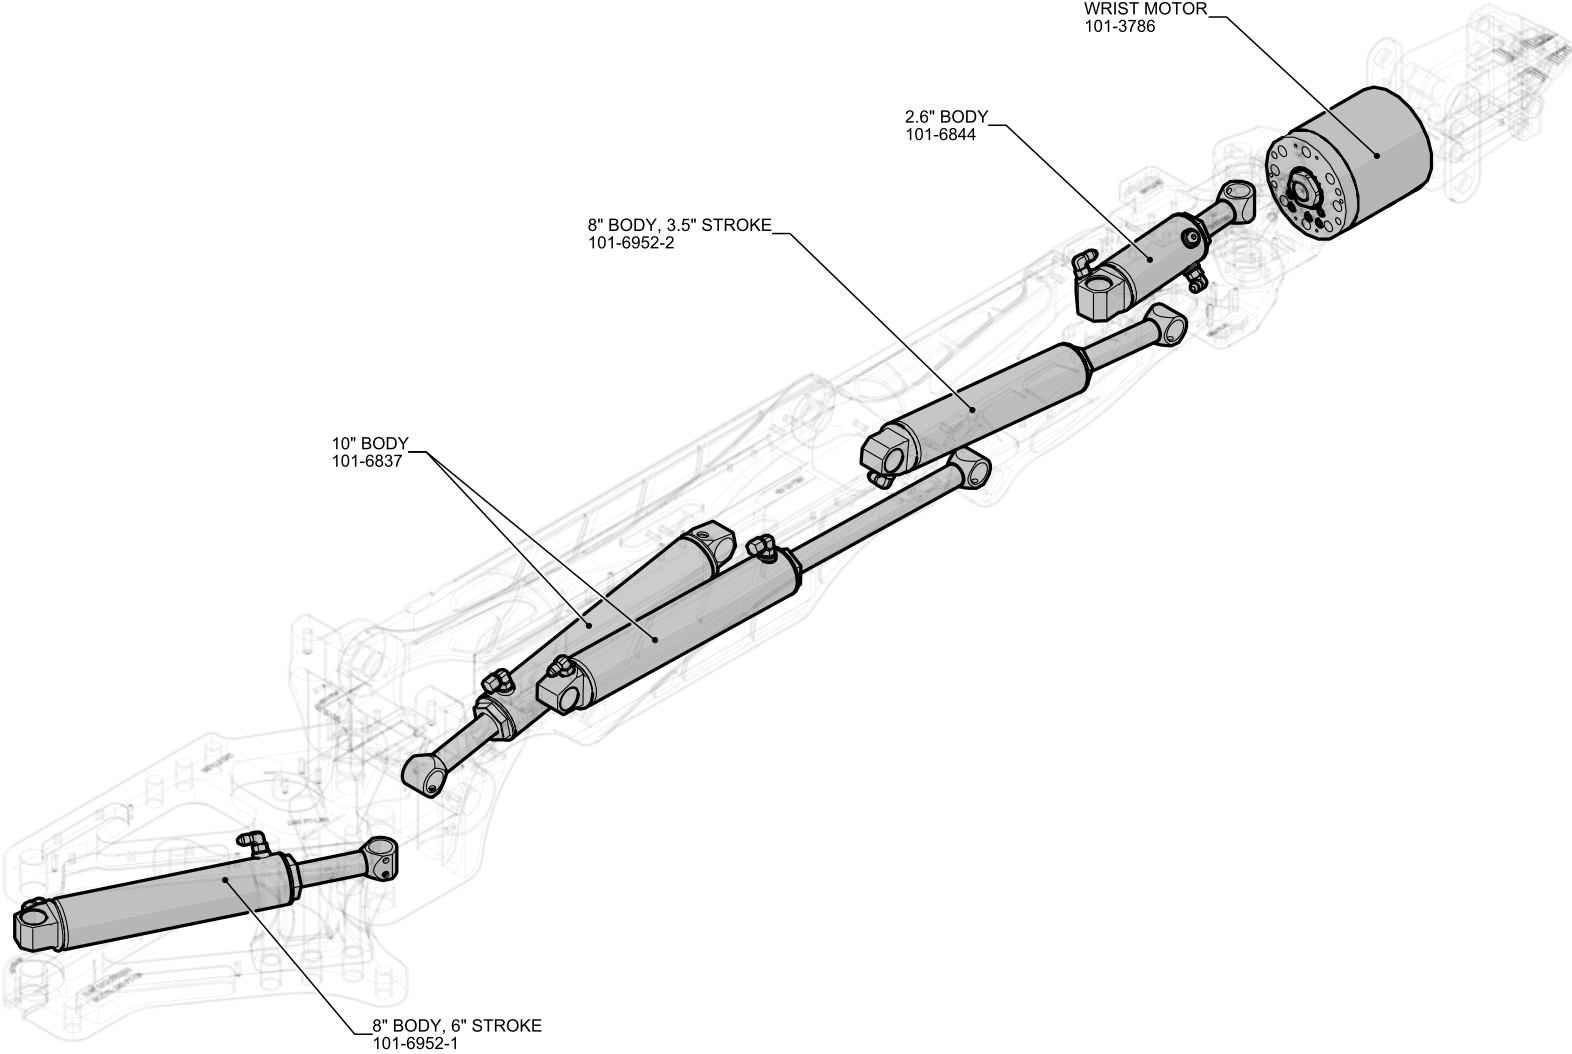 WRIST MOTOR
101-3786
2.6" BODY
101-6844
8" BODY, 3.5" STROKE
101-6952-2
10" BODY
101-6837
8" BODY, 6" STROKE
101-6952-1